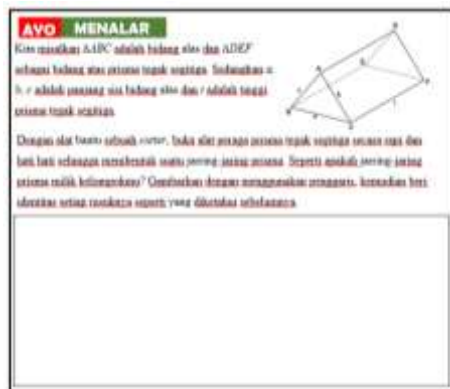 AYO MENALAR
Kita misalkan ΔABC adalah bidang alas dan ΔDEF
sebagai bidang atas prisma tegak segitiga. Sedangkan a
b, c adalah panjang sisi bidang alas dan t adalah tinggi
prisma tegak segitiga.
Dengan alat bantu sebuah cutter, buka alat peraga prisma tegak segitiga secara rapi dan
hati hati sehingga membentuk suatu jaring-jaring prisma. Seperti apakah jaring-jaring
prisma milik kelompokmu? Gambarkan dengan menggunakan penggaris, kemudian beri
identitas setiap rusuknya seperti yang diketahui sebelumnya.